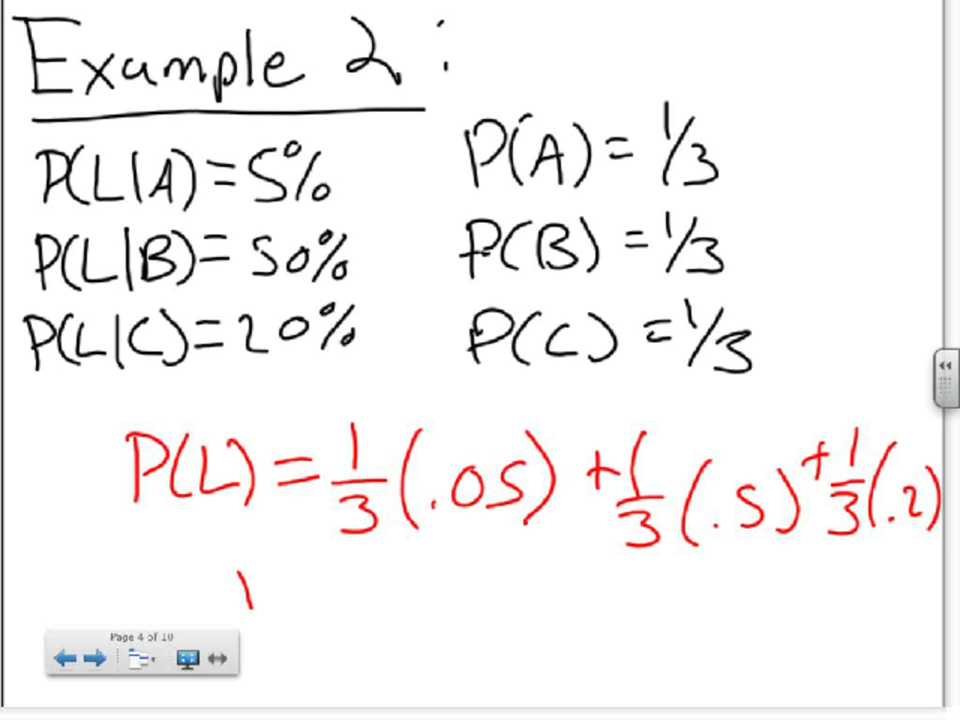 Example 2:
P(L|A)=5% P(A)=1/3
P(L|B)=50% P(B)=1/3
P(L|C)=20% P(C)=1/3
P(L)=1/3(.05)+1/3(.5)+1/3(.2)
Page 4 of 10